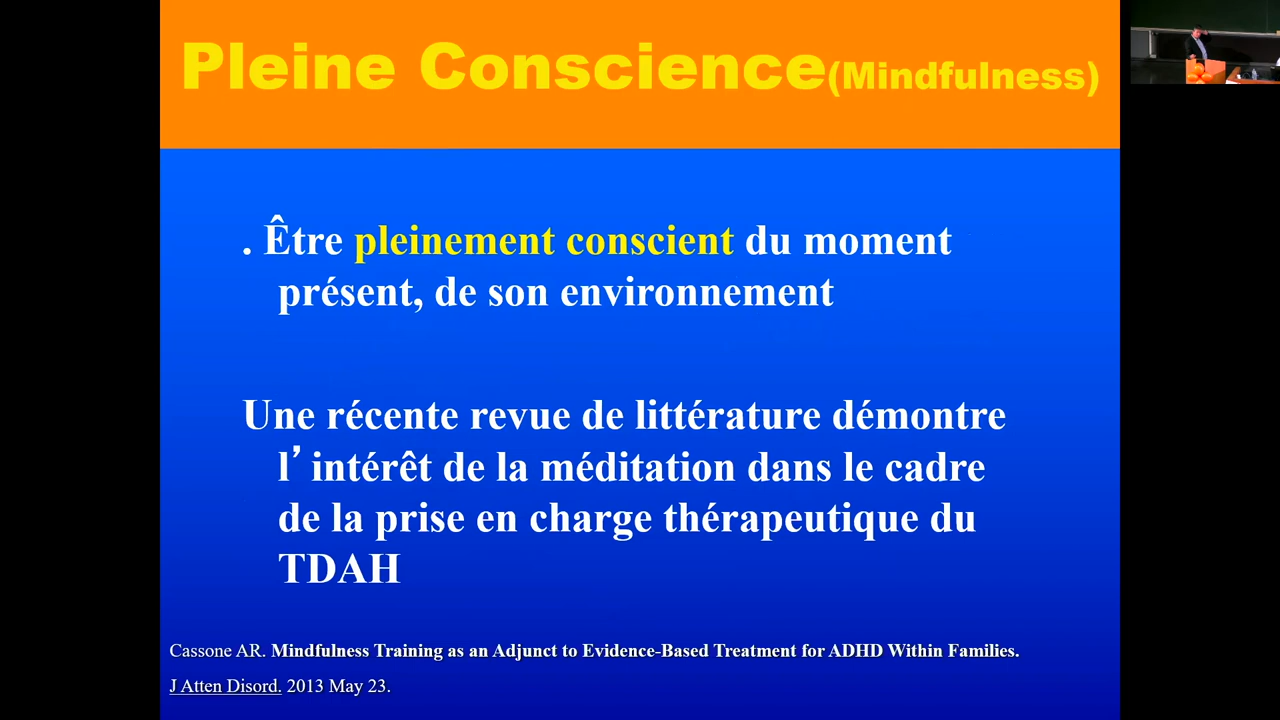 Pleine Conscience(Mindfulness)
. Être pleinement conscient du moment
présent, de son environnement
Une récente revue de littérature démontre
l’intérêt de la méditation dans le cadre
de la prise en charge thérapeutique du
TDAH
Cassone AR. Mindfulness Training as an Adjunct to Evidence-Based Treatment for ADHD Within Families.
J Atten Disord. 2013 May 23.